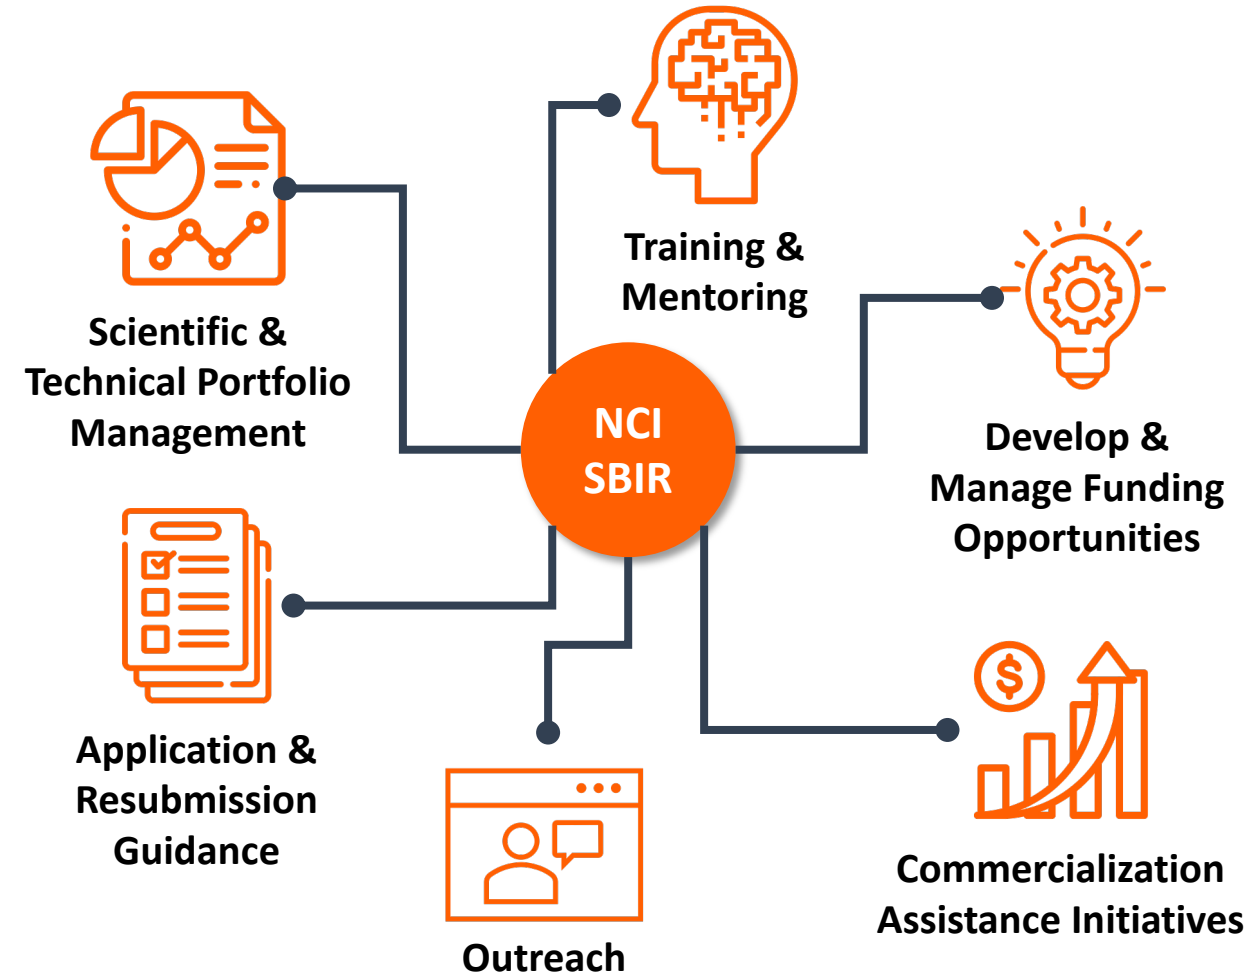 Training &
Mentoring
Scientific &
Technical Portfolio
Management
NCI
SBIR
Develop &
Manage Funding
Opportunities
Application &
Resubmission
Guidance
$
Commercialization
Assistance Initiatives
Outreach